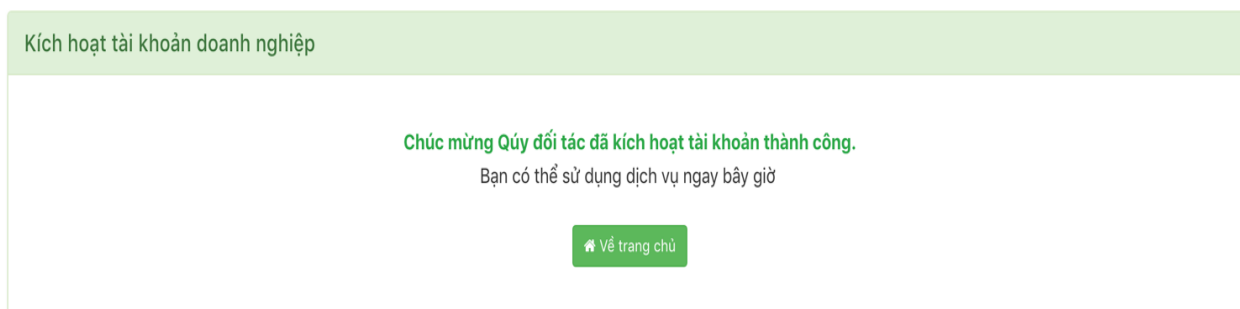 Kích hoạt tài khoản doanh nghiệp
Chúc mừng Qúy đối tác đã kích hoạt tài khoản thành công.
Bạn có thể sử dụng dịch vụ ngay bây giờ
Về trang chủ